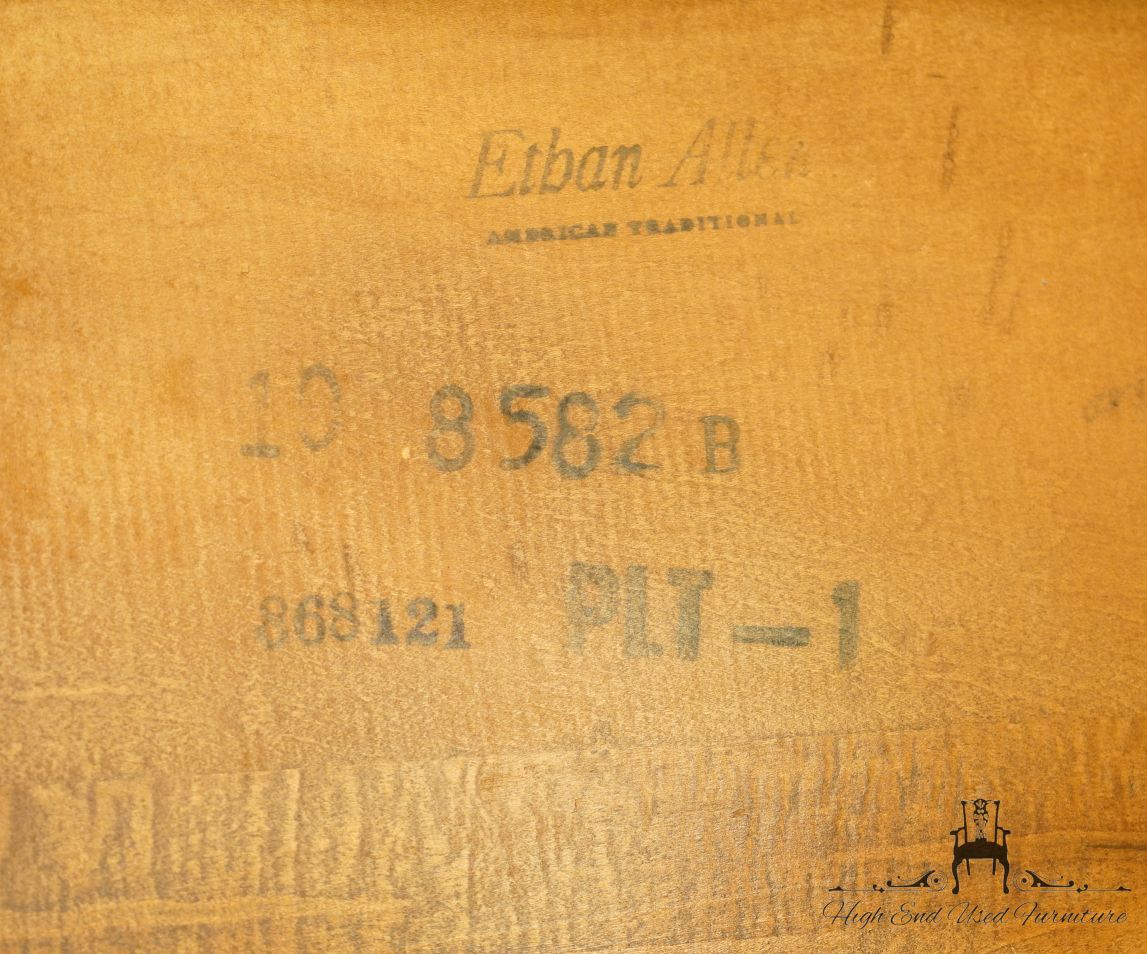 Ethan Allen
AMERICAN TRADITIONAL
10 8582 B
868121 PLT-1
High End Used Furniture